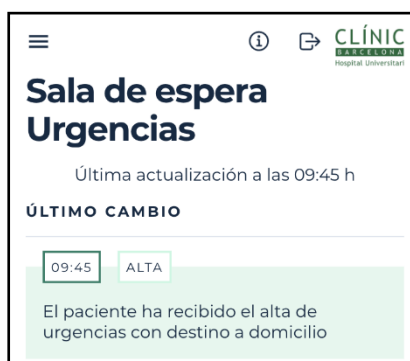 CLÍNIC
BARCELONA
Hospital Universitari
Sala de espera
Urgencias
Última actualización a las 09:45 h
ÚLTIMO CAMBIO
09:45 ALTA
El paciente ha recibido el alta de
urgencias con destino a domicilio